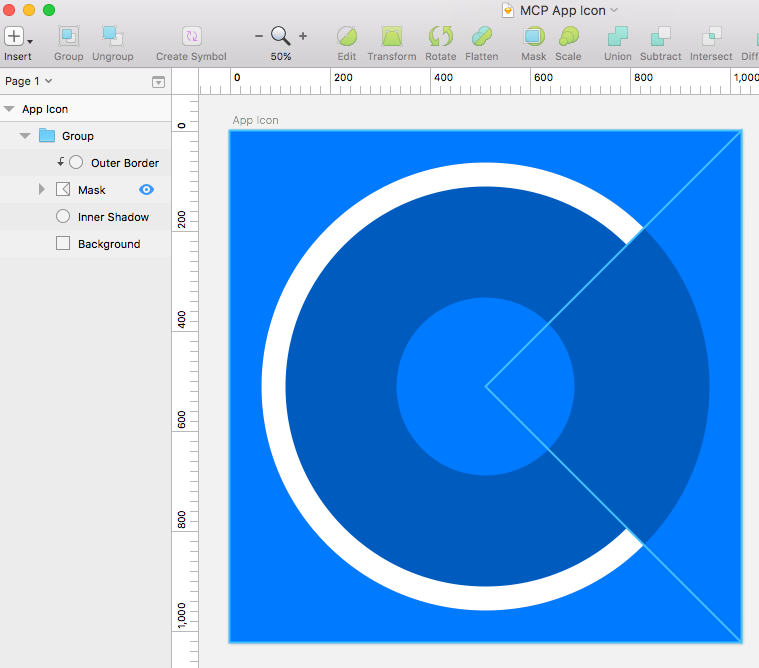 MCP App Icon
Insert
Group
Ungroup
Create Symbol
50%
Edit
Transform
Rotate
Flatten
Mask
Scale
Union
Subtract
Intersect
Diff
Page 1
0
200
400
600
800
1,000
App Icon
Group
Outer Border
Mask
Inner Shadow
Background
App Icon
0
200
400
600
800
1,000